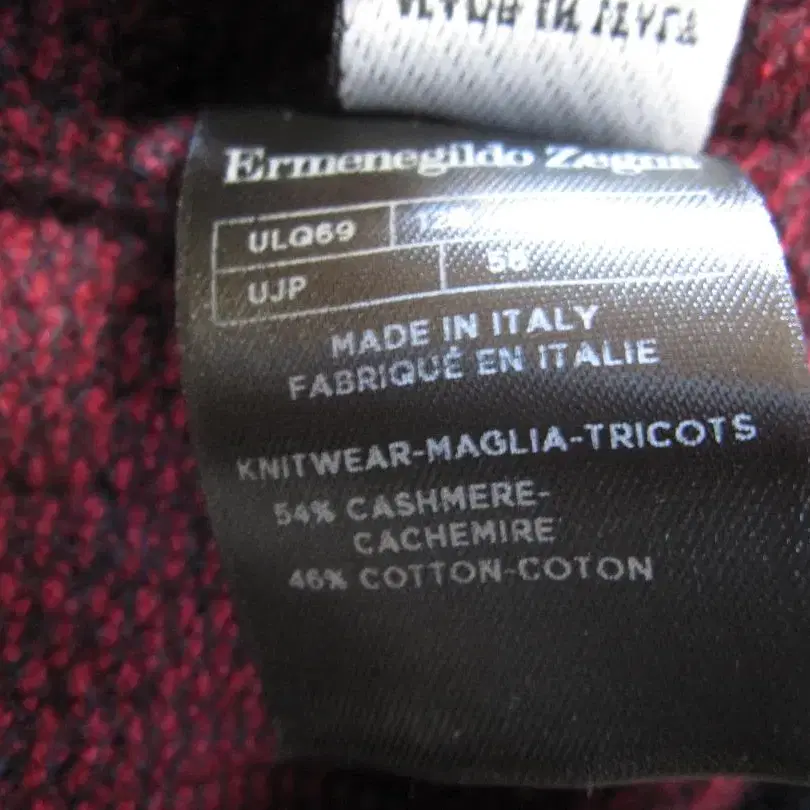 Ermenegildo Zegna
ULQ69
UJP
MADE IN ITALY
FABRIQUÉ EN ITALIE
KNITWEAR-MAGLIA-TRICOTS
54% CASHMERE-
CACHEMIRE
46% COTTON-COTON